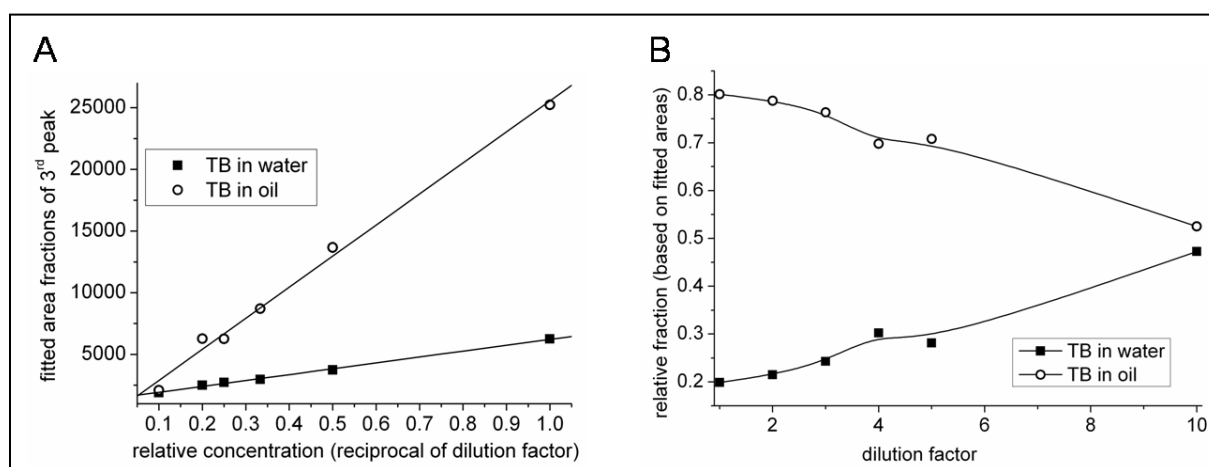 A
fitted area fractions of 3rd peak
25000
20000
15000
10000
5000
TB in water
TB in oil
0.1 0.2 0.3 0.4 0.5 0.6 0.7 0.8 0.9 1.0
relative concentration (reciprocal of dilution factor)
B
relative fraction (based on fitted areas)
0.8
0.7
0.6
0.5
0.4
0.3
0.2
TB in water
TB in oil
2 4 6 8 10
dilution factor